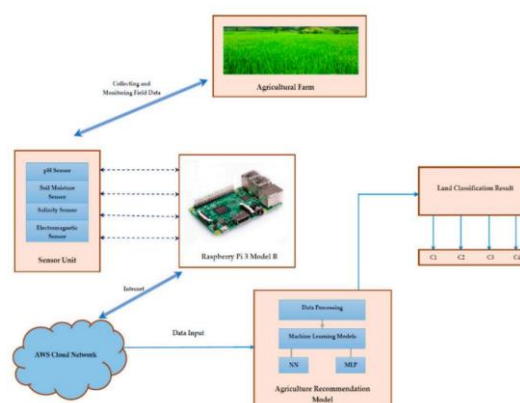 Agricultural Farm
Collecting and
Monitoring Field Data
pH Sensor
Soil Moisture
Sensor
Salinity Sensor
Electromagnetic
Sensor
Sensor Unit
Raspberry Pi 3 Model B
Land Classification Result
C1 C2 C3 C4
Internet
AWS Cloud Network
Data Input
Data Processing
Machine Learning Models
NN MLP
Agriculture Recommendation
Model